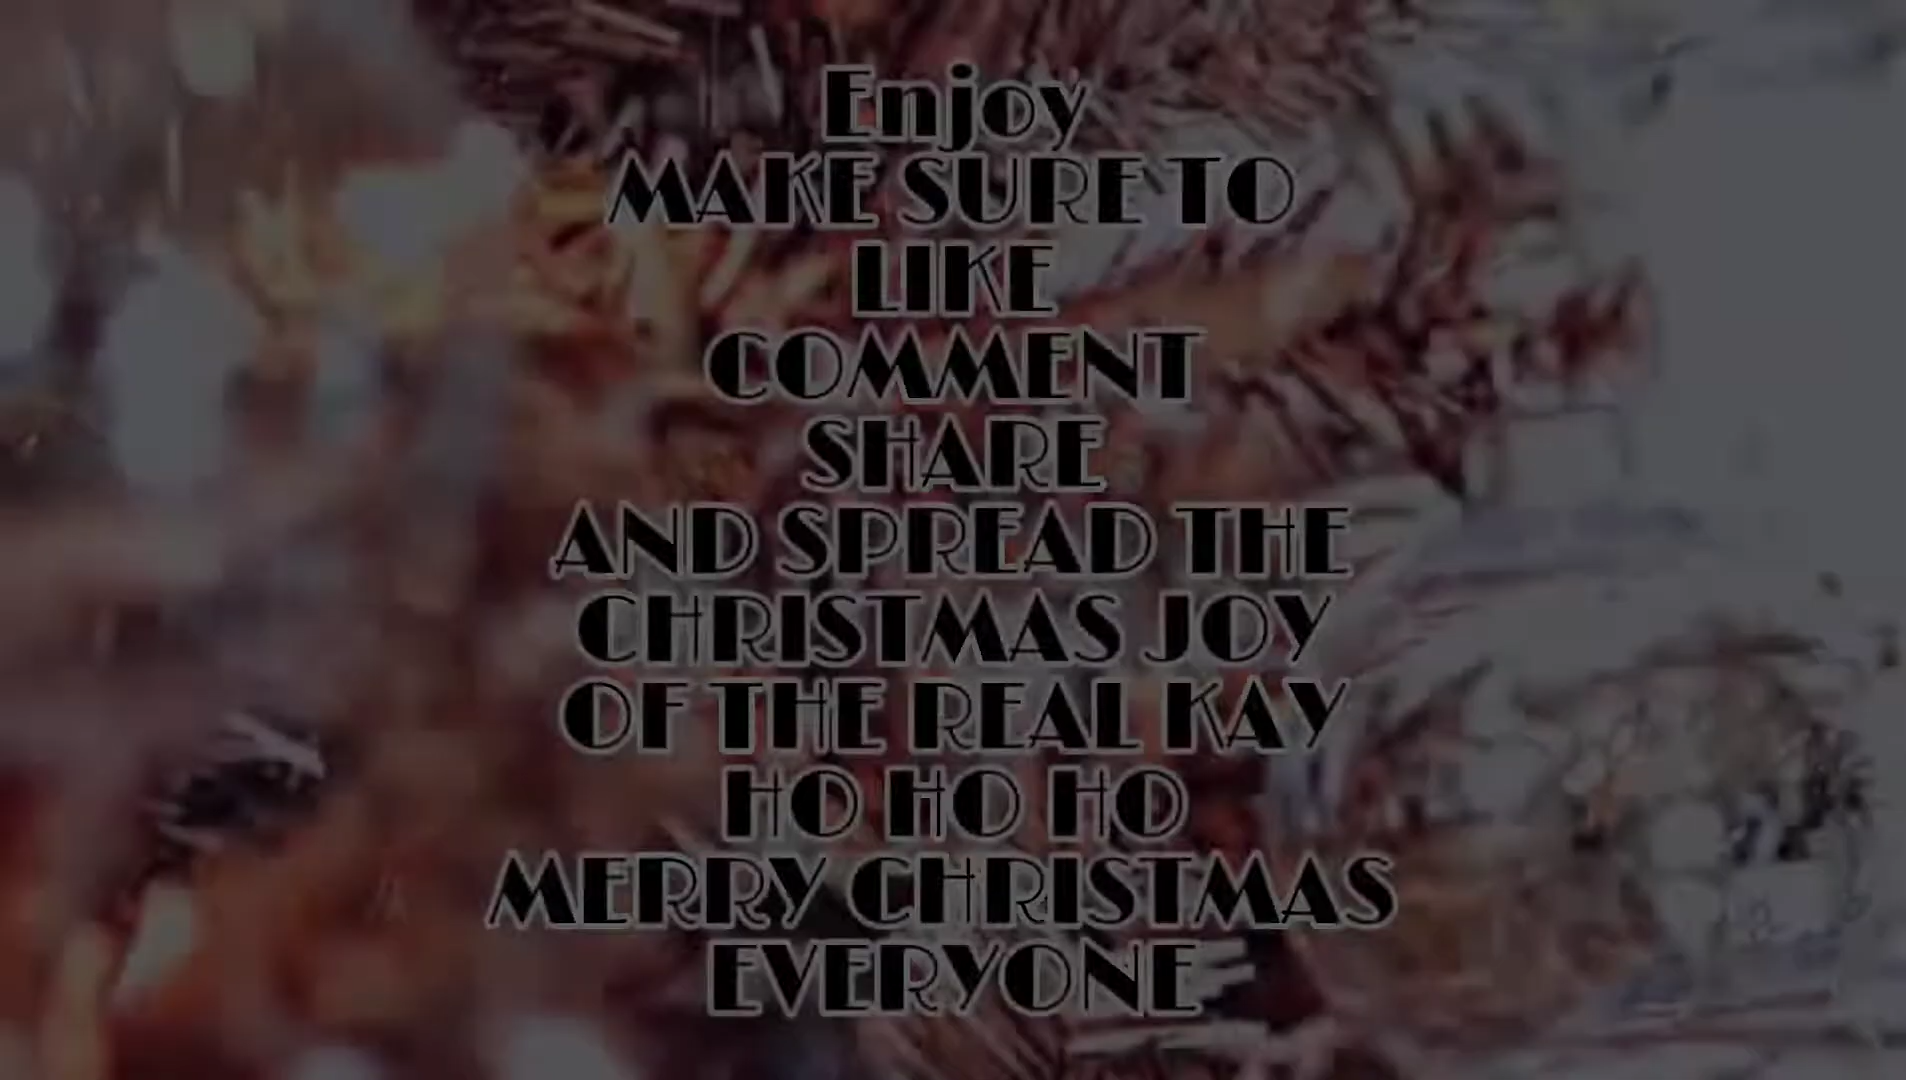 Enjoy
MAKE SURE TO
LIKE
COMMENT
SHARE
AND SPREAD THE
CHRISTMAS JOY
OF THE REAL KAY
HO HO HO
MERRY CHRISTMAS
EVERYONE